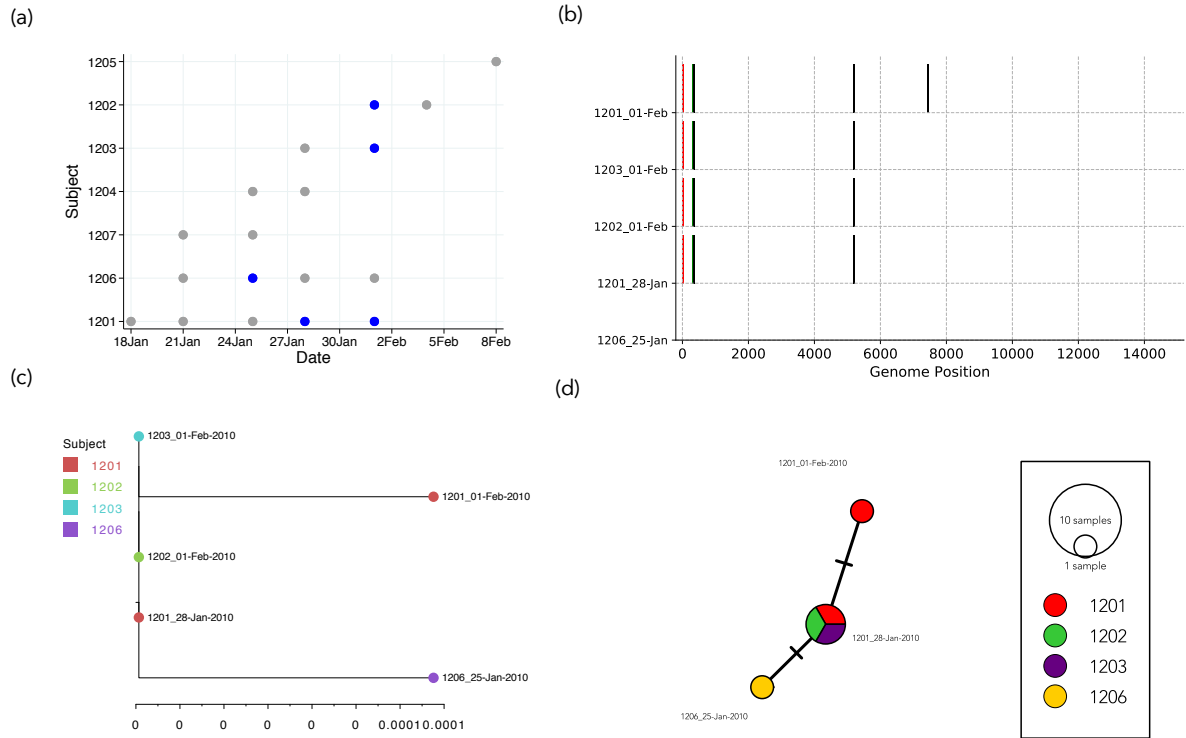 (a)
Subject
1205
1202
1203
1204
1207
1206
1201
18Jan 21Jan 24Jan 27Jan 30Jan 2Feb 5Feb 8Feb
Date
(b)
1201_01-Feb
1203_01-Feb
1202_01-Feb
1201_28-Jan
1206_25-Jan
0 2000 4000 6000 8000 10000 12000 14000
Genome Position
(c)
Subject
1201
1202
1203
1206
1203_01-Feb-2010
1201_01-Feb-2010
1202_01-Feb-2010
1201_28-Jan-2010
1206_25-Jan-2010
0 0 0 0 0 0 0.0001 0.0001
(d)
1201_01-Feb-2010
1201_28-Jan-2010
1206_25-Jan-2010
10 samples
1 sample
1201
1202
1203
1206